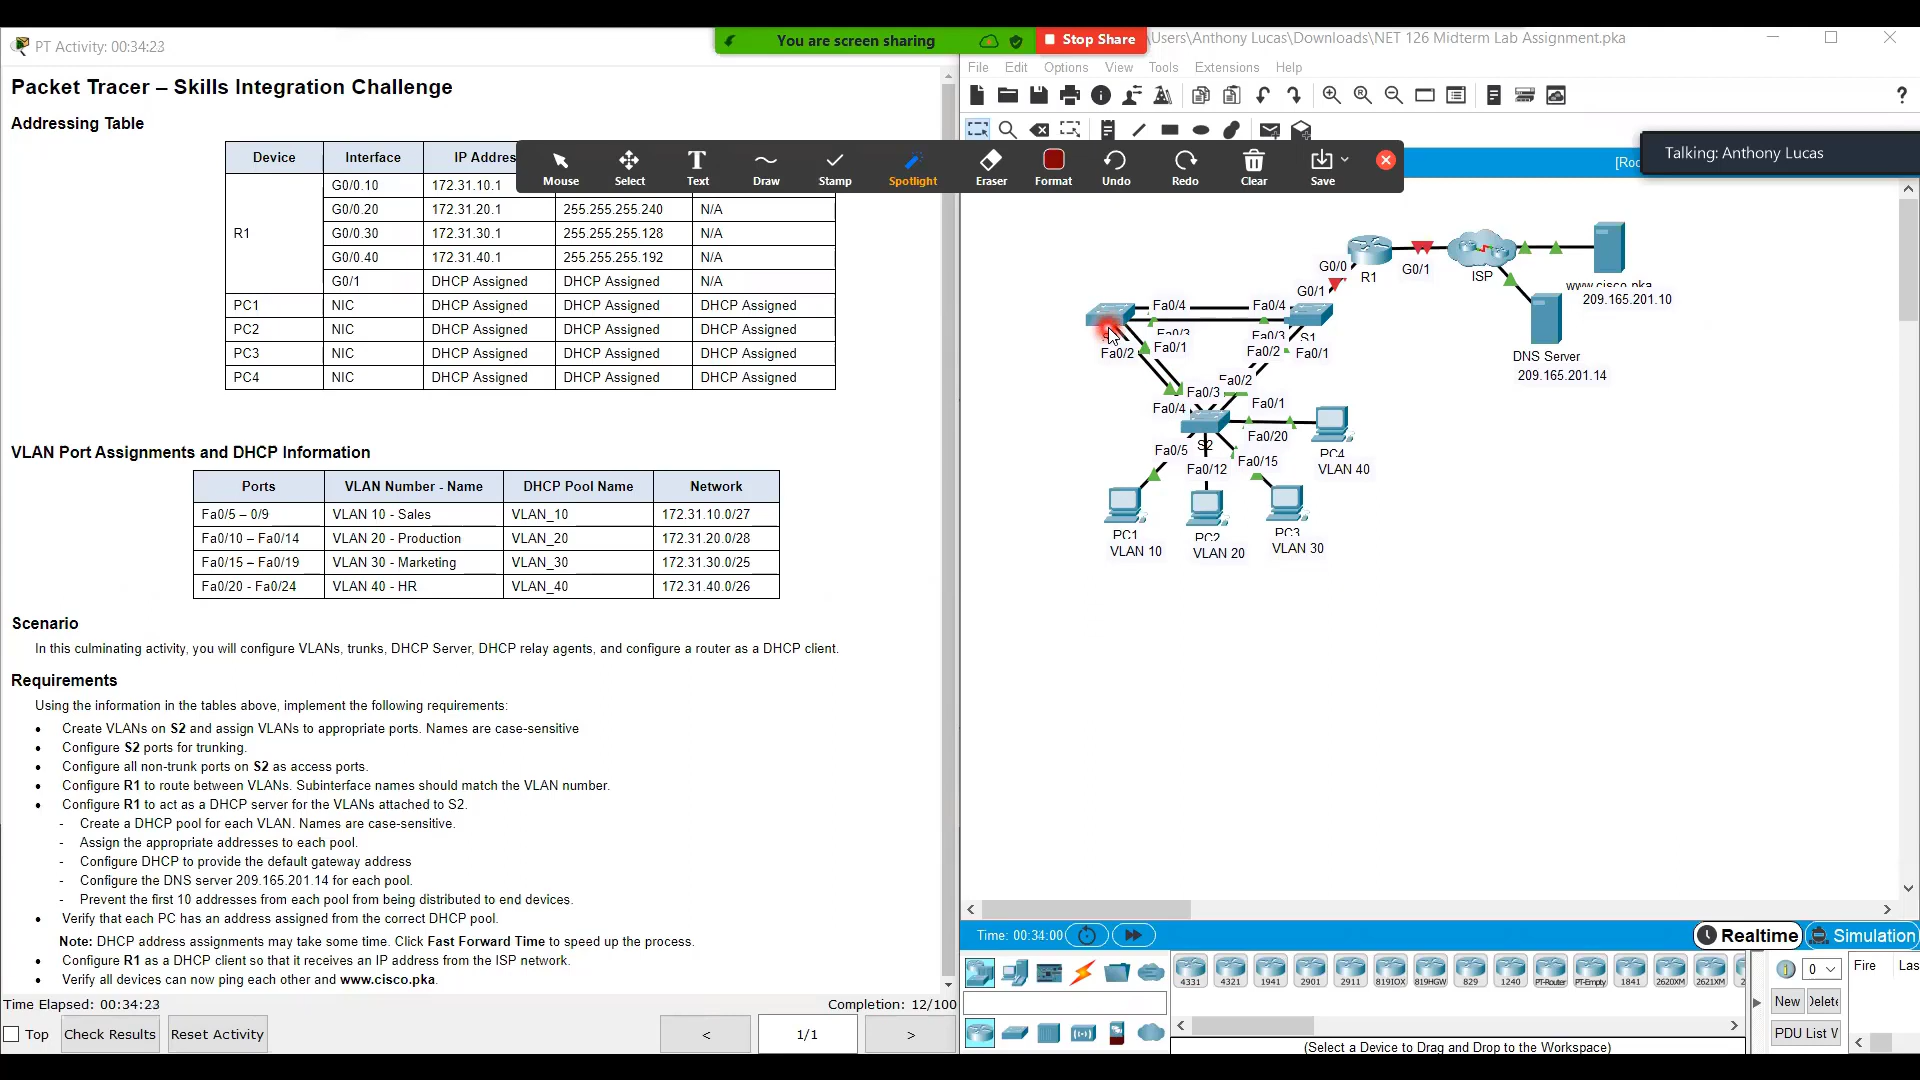 PT Activity: 00:34:23
You are screen sharing
Stop Share
\Users\Anthony Lucas\Downloads\NET 126 Midterm Lab Assignment.pka
File Edit Options View Tools Extensions Help
?
Mouse Select Text Draw Stamp Spotlight Eraser Format Undo Redo Clear Save
Talking: Anthony Lucas
[Roo
Packet Tracer – Skills Integration Challenge
Addressing Table
Device Interface IP Addres
G0/0.10 172.31.10.1
G0/0.20 172.31.20.1 255.255.255.240 N/A
R1 G0/0.30 172.31.30.1 255.255.255.128 N/A
G0/0.40 172.31.40.1 255.255.255.192 N/A
G0/1 DHCP Assigned DHCP Assigned N/A
PC1 NIC DHCP Assigned DHCP Assigned DHCP Assigned
PC2 NIC DHCP Assigned DHCP Assigned DHCP Assigned
PC3 NIC DHCP Assigned DHCP Assigned DHCP Assigned
PC4 NIC DHCP Assigned DHCP Assigned DHCP Assigned
VLAN Port Assignments and DHCP Information
Ports VLAN Number - Name DHCP Pool Name Network
Fa0/5 – 0/9 VLAN 10 - Sales VLAN_10 172.31.10.0/27
Fa0/10 – Fa0/14 VLAN 20 - Production VLAN_20 172.31.20.0/28
Fa0/15 – Fa0/19 VLAN 30 - Marketing VLAN_30 172.31.30.0/25
Fa0/20 - Fa0/24 VLAN 40 - HR VLAN_40 172.31.40.0/26
Scenario
In this culminating activity, you will configure VLANs, trunks, DHCP Server, DHCP relay agents, and configure a router as a DHCP client.
Requirements
Using the information in the tables above, implement the following requirements:
• Create VLANs on S2 and assign VLANs to appropriate ports. Names are case-sensitive
• Configure S2 ports for trunking.
• Configure all non-trunk ports on S2 as access ports.
• Configure R1 to route between VLANs. Subinterface names should match the VLAN number.
• Configure R1 to act as a DHCP server for the VLANs attached to S2.
- Create a DHCP pool for each VLAN. Names are case-sensitive.
- Assign the appropriate addresses to each pool.
- Configure DHCP to provide the default gateway address
- Configure the DNS server 209.165.201.14 for each pool.
- Prevent the first 10 addresses from each pool from being distributed to end devices.
• Verify that each PC has an address assigned from the correct DHCP pool.
Note: DHCP address assignments may take some time. Click Fast Forward Time to speed up the process.
• Configure R1 as a DHCP client so that it receives an IP address from the ISP network.
• Verify all devices can now ping each other and www.cisco.pka.
Time Elapsed: 00:34:23
Completion: 12/100
Top
Check Results
Reset Activity
<
1/1
>
G0/0
R1
G0/1
ISP
www.cisco.pka
209.165.201.10
G0/1
Fa0/4
Fa0/4
Fa0/3
Fa0/3
S1
Fa0/2
Fa0/1
Fa0/2
Fa0/1
DNS Server
209.165.201.14
Fa0/2
Fa0/3
Fa0/4
Fa0/1
S2
Fa0/20
Fa0/5
Fa0/12
Fa0/15
PC4
VLAN 40
PC1
VLAN 10
PC2
VLAN 20
PC3
VLAN 30
Time: 00:34:00
Realtime
Simulation
4331 4321 1941 2901 2911 819IOX 819HGW 829 1240 PT-Router PT-Empty 1841 2620XM 2621XM 2
0
Fire Las
New
PDU List V
(Select a Device to Drag and Drop to the Workspace)